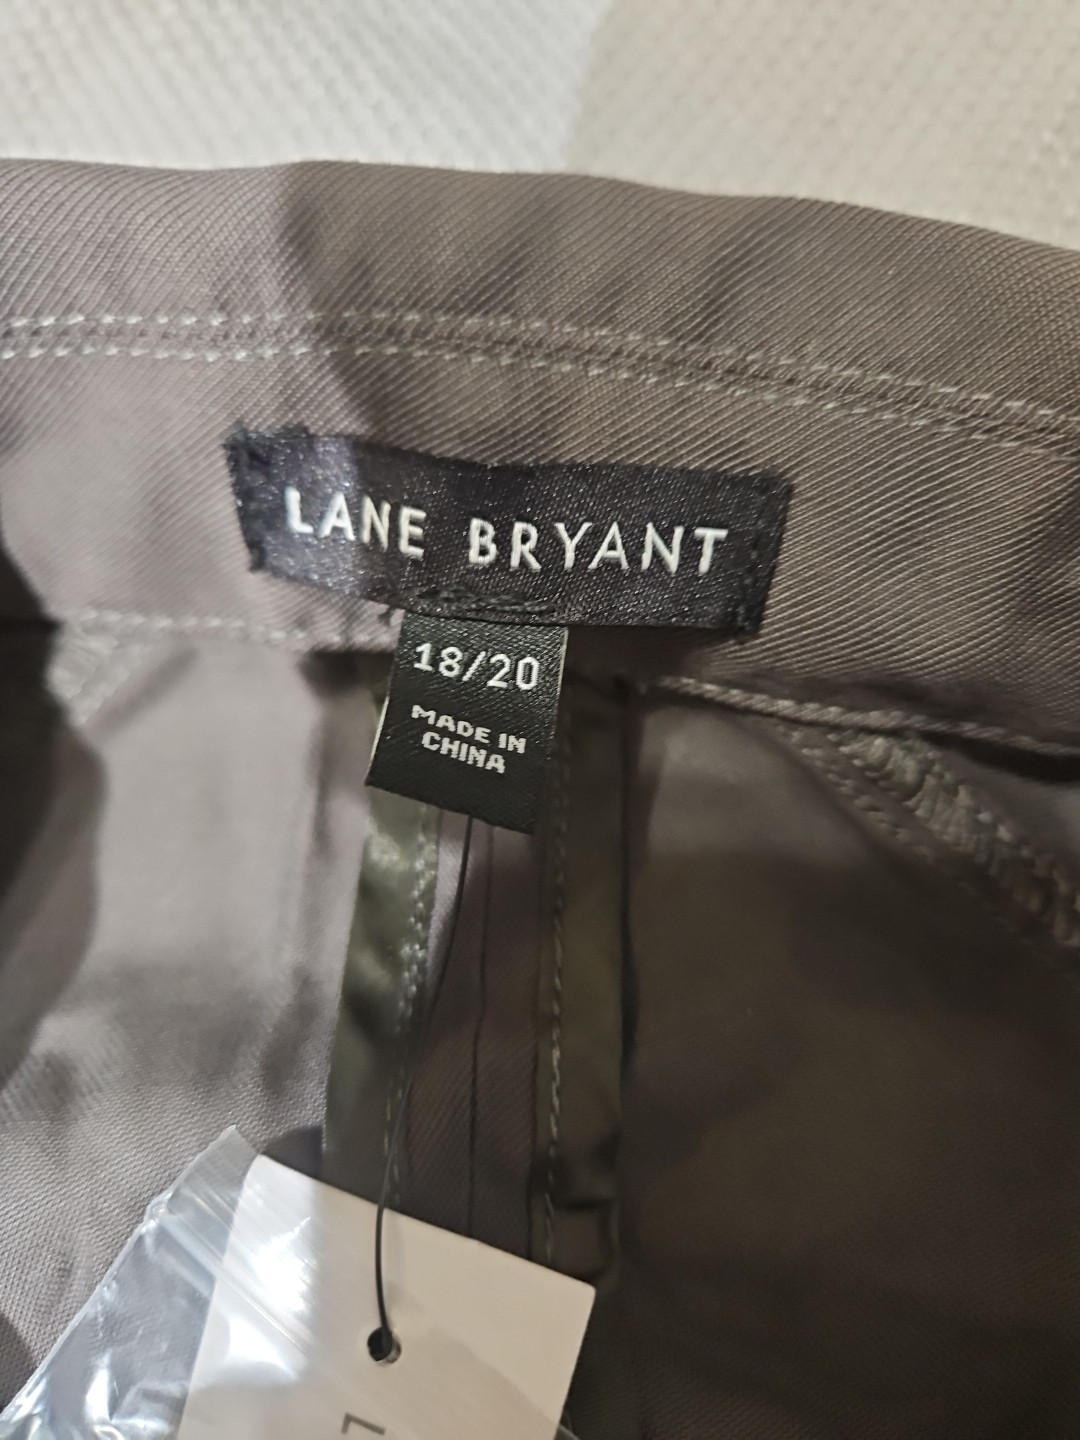 LANE BRYANT
18/20
MADE IN
CHINA